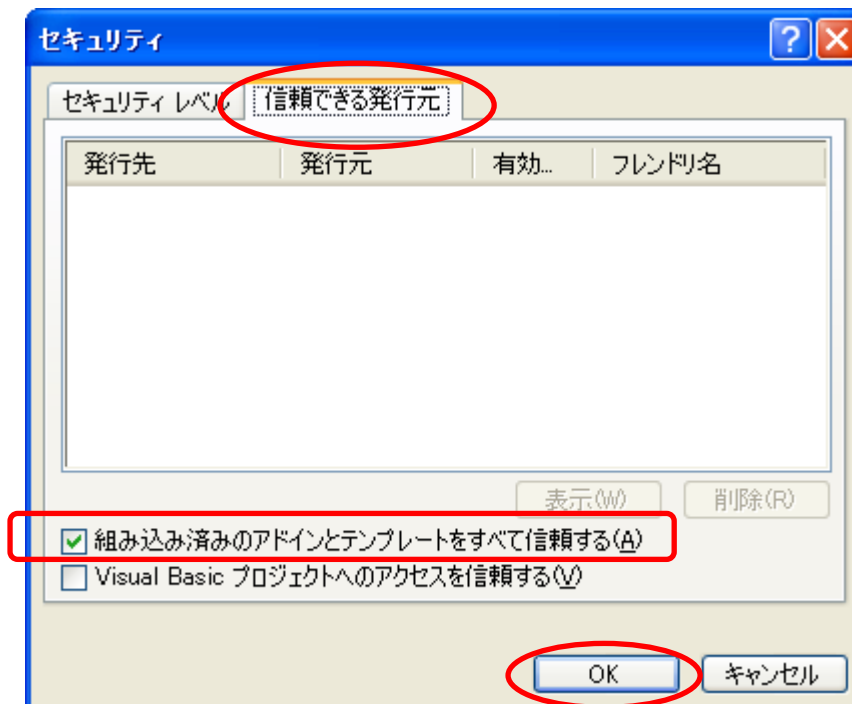 セキュリティ
セキュリティ レベル 信頼できる発行元
発行先 発行元 有効... フレンドリ名
表示(W) 削除(R)
組み込み済みのアドインとテンプレートをすべて信頼する(A)
Visual Basic プロジェクトへのアクセスを信頼する(V)
OK キャンセル